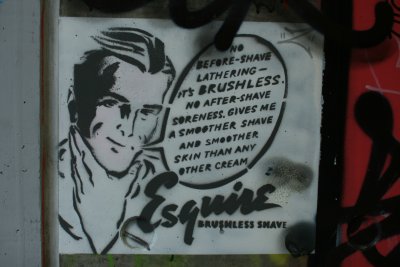 NO
BEFORE-SHAVE
LATHERING—
IT'S BRUSHLESS.
NO AFTER-SHAVE
SORENESS. GIVES ME
A SMOOTHER SHAVE
AND SMOOTHER
SKIN THAN ANY
OTHER CREAM
Esquire
BRUSHLESS SHAVE